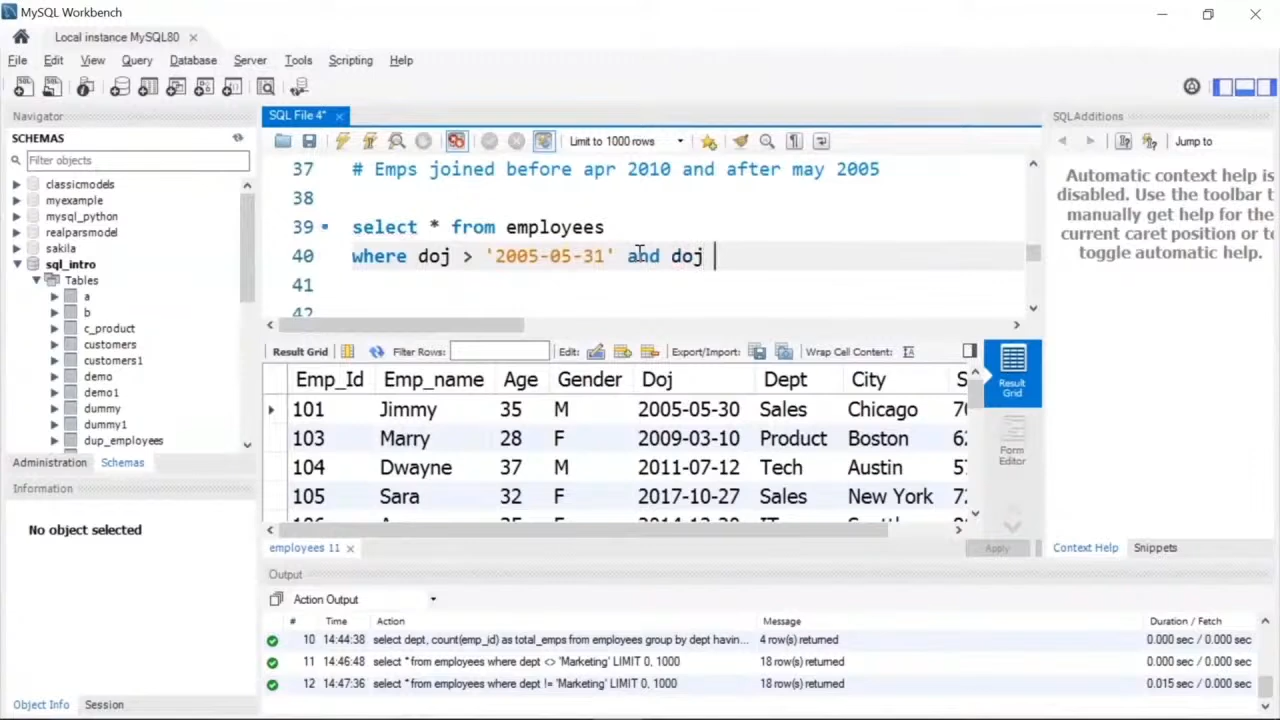 MySQL Workbench
Local instance MySQL80
File Edit View Query Database Server Tools Scripting Help
Navigator
SCHEMAS
Filter objects
classicmodels
myexample
mysql_python
realparsmodel
sakila
sql_intro
Tables
a
b
c_product
customers
customers1
demo
demo1
dummy
dummy1
dup_employees
Administration Schemas
Information
No object selected
Object Info Session
SQL File 4*
Limit to 1000 rows
37 # Emps joined before apr 2010 and after may 2005
38
39 select * from employees
40 where doj > '2005-05-31' and doj
41
42
Result Grid Filter Rows: Edit: Export/Import: Wrap Cell Content:
Emp_Id Emp_name Age Gender Doj Dept City S
101 Jimmy 35 M 2005-05-30 Sales Chicago 70
103 Marry 28 F 2009-03-10 Product Boston 62
104 Dwayne 37 M 2011-07-12 Tech Austin 57
105 Sara 32 F 2017-10-27 Sales New York 72
Result Grid
Form Editor
employees 11
Apply
SQLAdditions
Jump to
Automatic context help is
disabled. Use the toolbar t
manually get help for the
current caret position or to
toggle automatic help.
Context Help Snippets
Output
Action Output
# Time Action Message Duration / Fetch
10 14:44:38 select dept, count(emp_id) as total_emps from employees group by dept havin... 4 row(s) returned 0.000 sec / 0.000 sec
11 14:46:48 select * from employees where dept <> 'Marketing' LIMIT 0, 1000 18 row(s) returned 0.000 sec / 0.000 sec
12 14:47:36 select * from employees where dept != 'Marketing' LIMIT 0, 1000 18 row(s) returned 0.015 sec / 0.000 sec